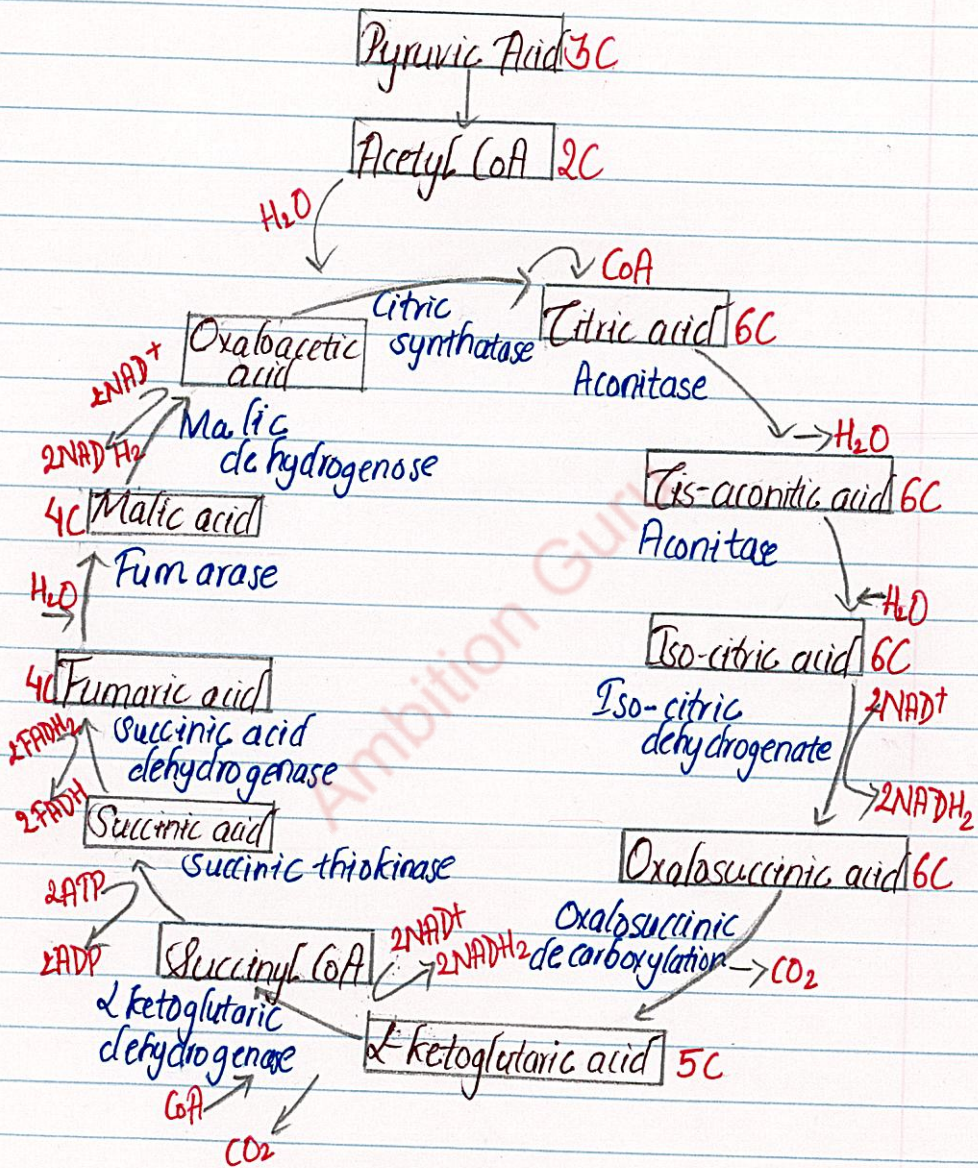 Pyruvic Acid 3C
Acetyl CoA 2C
H₂O
CoA
Citric
synthatase
Citric acid 6C
Oxaloacetic
acid
Aconitase
2NAD⁺
2NADH₂
Malic
dehydrogenose
→H₂O
Cis-aconitic acid 6C
4C Malic acid
Aconitase
Fumarase
H₂O
H₂O
Iso-citric acid 6C
4C Fumaric acid
Iso-citric
dehydrogenate
2NAD⁺
2FADH₂
Succinic acid
dehydrogenase
2FADH
2NADH₂
Succinic acid
Succinic thiokinase
Oxalosuccinic acid 6C
2ATP
2ADP
Oxalosuccinic
decarboxylation → CO₂
2NAD⁺
2NADH₂
Succinyl CoA
α ketoglutaric
dehydrogenase
α-ketoglutaric acid 5C
CoA
CO₂
Ambition Guru